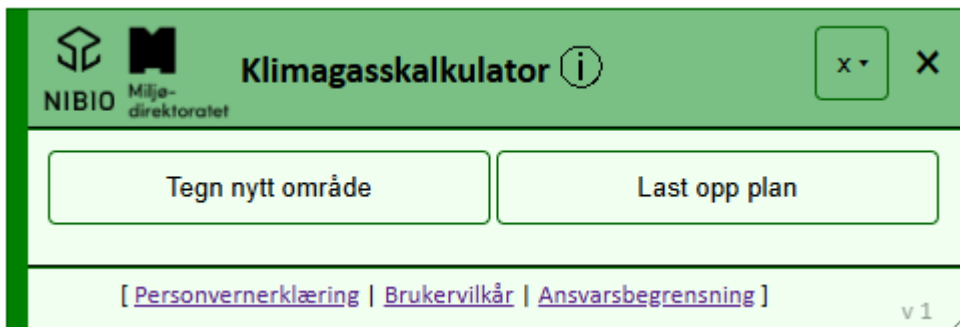 NIBIO
Miljø-
direktoratet
Klimagasskalkulator ⓘ
x
×
Tegn nytt område
Last opp plan
[ Personvernerklæring | Brukervilkår | Ansvarsbegrensning ]
v 1